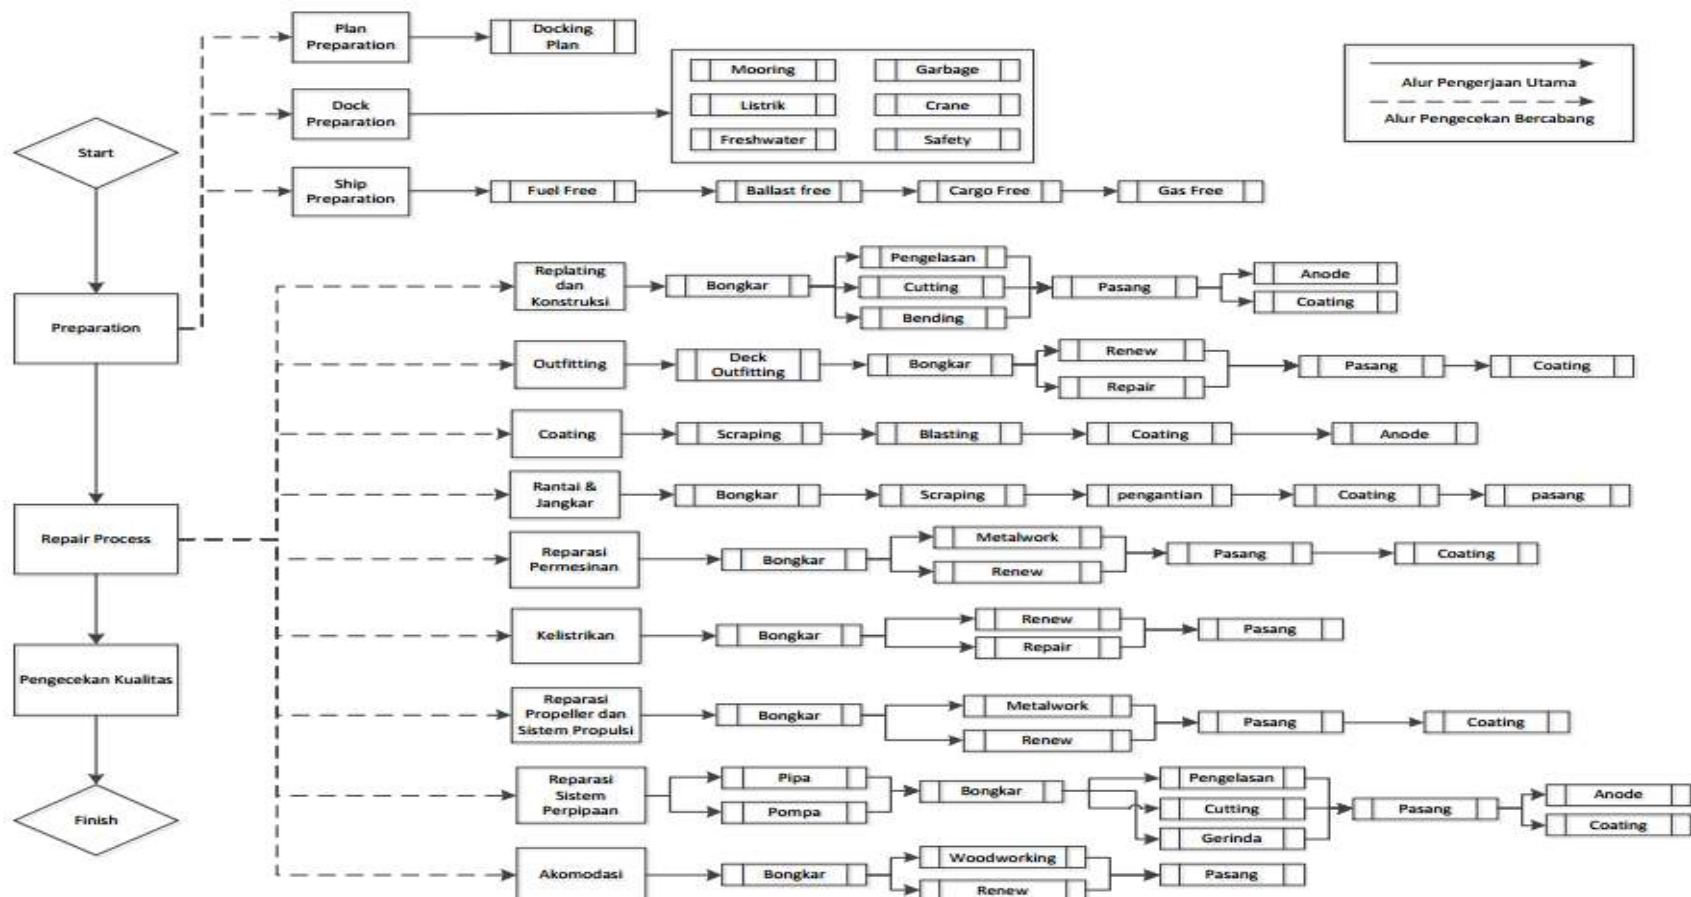 Plan
Preparation
Docking
Plan
Dock
Preparation
Mooring
Garbage
Listrik
Crane
Freshwater
Safety
Alur Pengerjaan Utama
Alur Pengecekan Bercabang
Start
Ship
Preparation
Fuel Free
Ballast free
Cargo Free
Gas Free
Preparation
Replating
dan
Konstruksi
Bongkar
Pengelasan
Cutting
Bending
Pasang
Anode
Coating
Outfitting
Deck
Outfitting
Bongkar
Renew
Repair
Pasang
Coating
Coating
Scraping
Blasting
Coating
Anode
Rantai &
Jangkar
Bongkar
Scraping
pengantian
Coating
pasang
Repair Process
Reparasi
Permesinan
Bongkar
Metalwork
Renew
Pasang
Coating
Kelistrikan
Bongkar
Renew
Repair
Pasang
Pengecekan Kualitas
Reparasi
Propeller dan
Sistem Propulsi
Bongkar
Metalwork
Renew
Pasang
Coating
Reparasi
Sistem
Perpipaan
Pipa
Pompa
Bongkar
Pengelasan
Cutting
Gerinda
Pasang
Anode
Coating
Finish
Akomodasi
Bongkar
Woodworking
Renew
Pasang